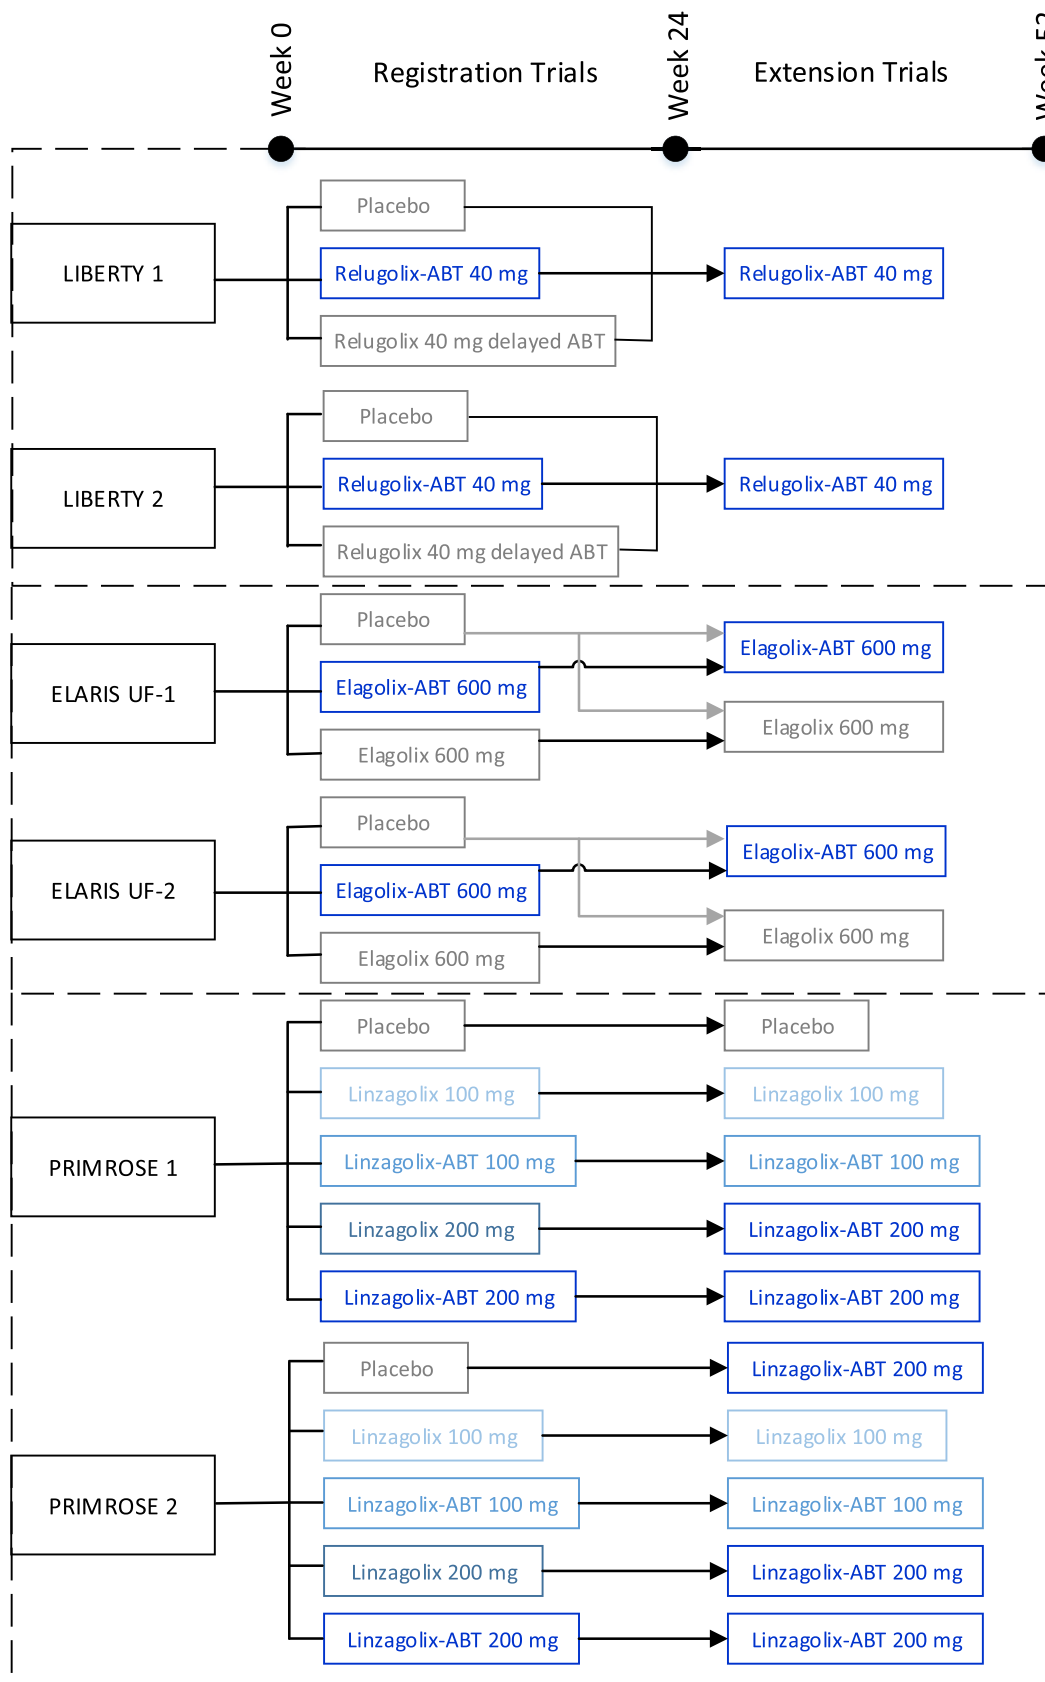 Week 0
Registration Trials
Week 24
Extension Trials
Week 52
LIBERTY 1
Placebo
Relugolix-ABT 40 mg
Relugolix-ABT 40 mg
Relugolix 40 mg delayed ABT
LIBERTY 2
Placebo
Relugolix-ABT 40 mg
Relugolix-ABT 40 mg
Relugolix 40 mg delayed ABT
ELARIS UF-1
Placebo
Elagolix-ABT 600 mg
Elagolix-ABT 600 mg
Elagolix 600 mg
Elagolix 600 mg
ELARIS UF-2
Placebo
Elagolix-ABT 600 mg
Elagolix-ABT 600 mg
Elagolix 600 mg
Elagolix 600 mg
PRIMROSE 1
Placebo
Placebo
Linzagolix 100 mg
Linzagolix 100 mg
Linzagolix-ABT 100 mg
Linzagolix-ABT 100 mg
Linzagolix 200 mg
Linzagolix-ABT 200 mg
Linzagolix-ABT 200 mg
Linzagolix-ABT 200 mg
PRIMROSE 2
Placebo
Linzagolix-ABT 200 mg
Linzagolix 100 mg
Linzagolix 100 mg
Linzagolix-ABT 100 mg
Linzagolix-ABT 100 mg
Linzagolix 200 mg
Linzagolix-ABT 200 mg
Linzagolix-ABT 200 mg
Linzagolix-ABT 200 mg